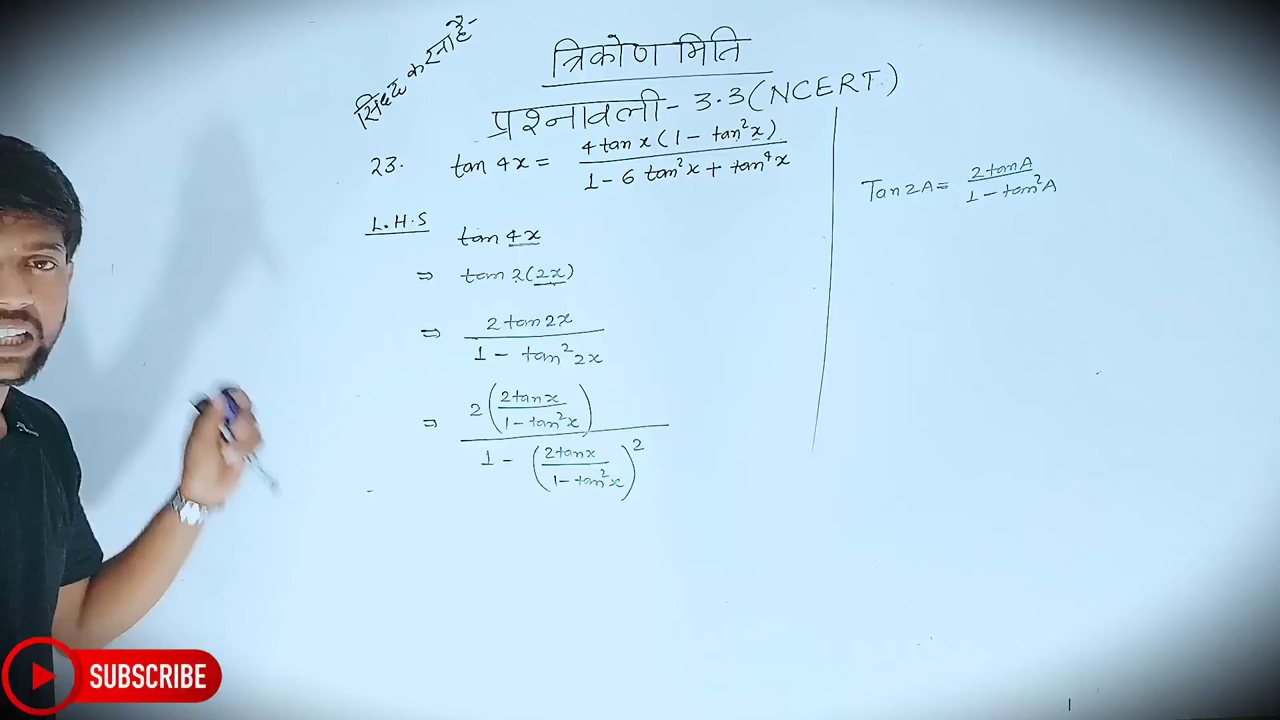 सिद्ध करना है-
त्रिकोणमिति
प्रश्नावली- 3.3 (NCERT)
23. tan 4x = 4 tan x (1 - tan²x) / 1 - 6 tan²x + tan⁴x
L.H.S tan 4x
⇒ tan 2(2x)
⇒ 2 tan 2x / 1 - tan² 2x
⇒ 2 (2 tan x / 1 - tan²x) / 1 - (2 tan x / 1 - tan²x)²
Tan 2A = 2 tan A / 1 - tan²A
SUBSCRIBE